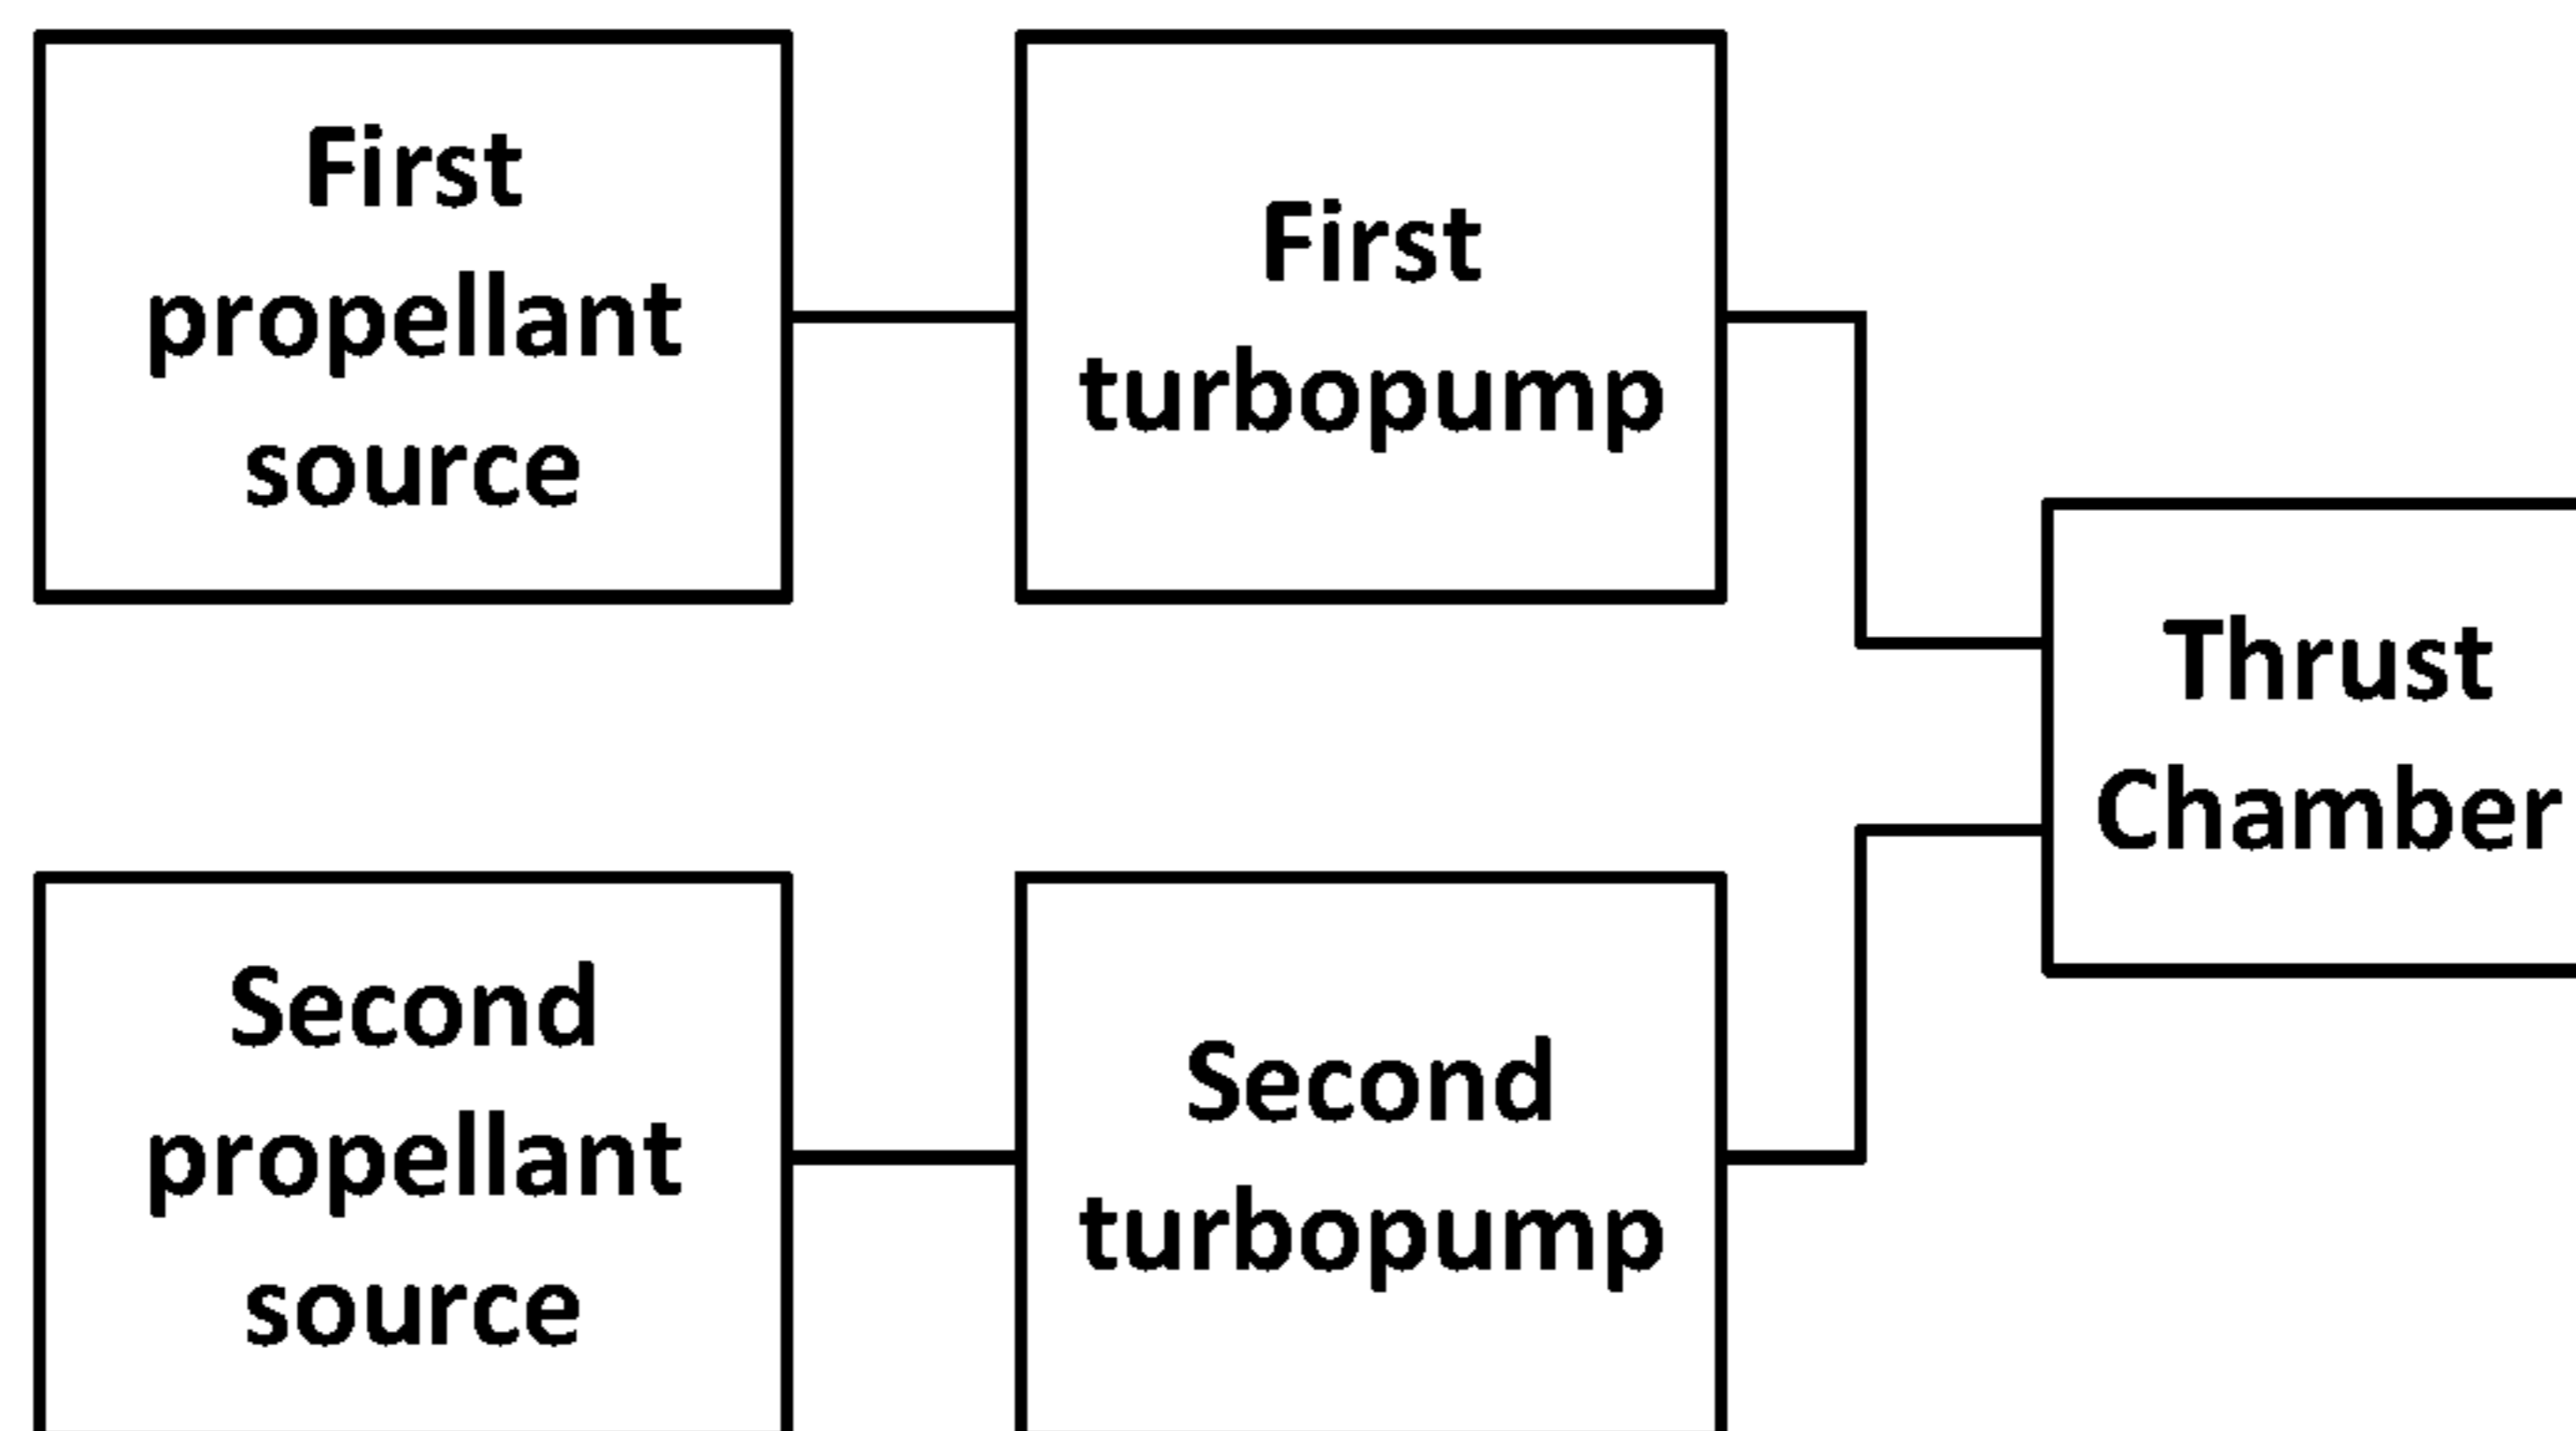 First
propellant
source
First
turbopump
Thrust
Chamber
Second
propellant
source
Second
turbopump